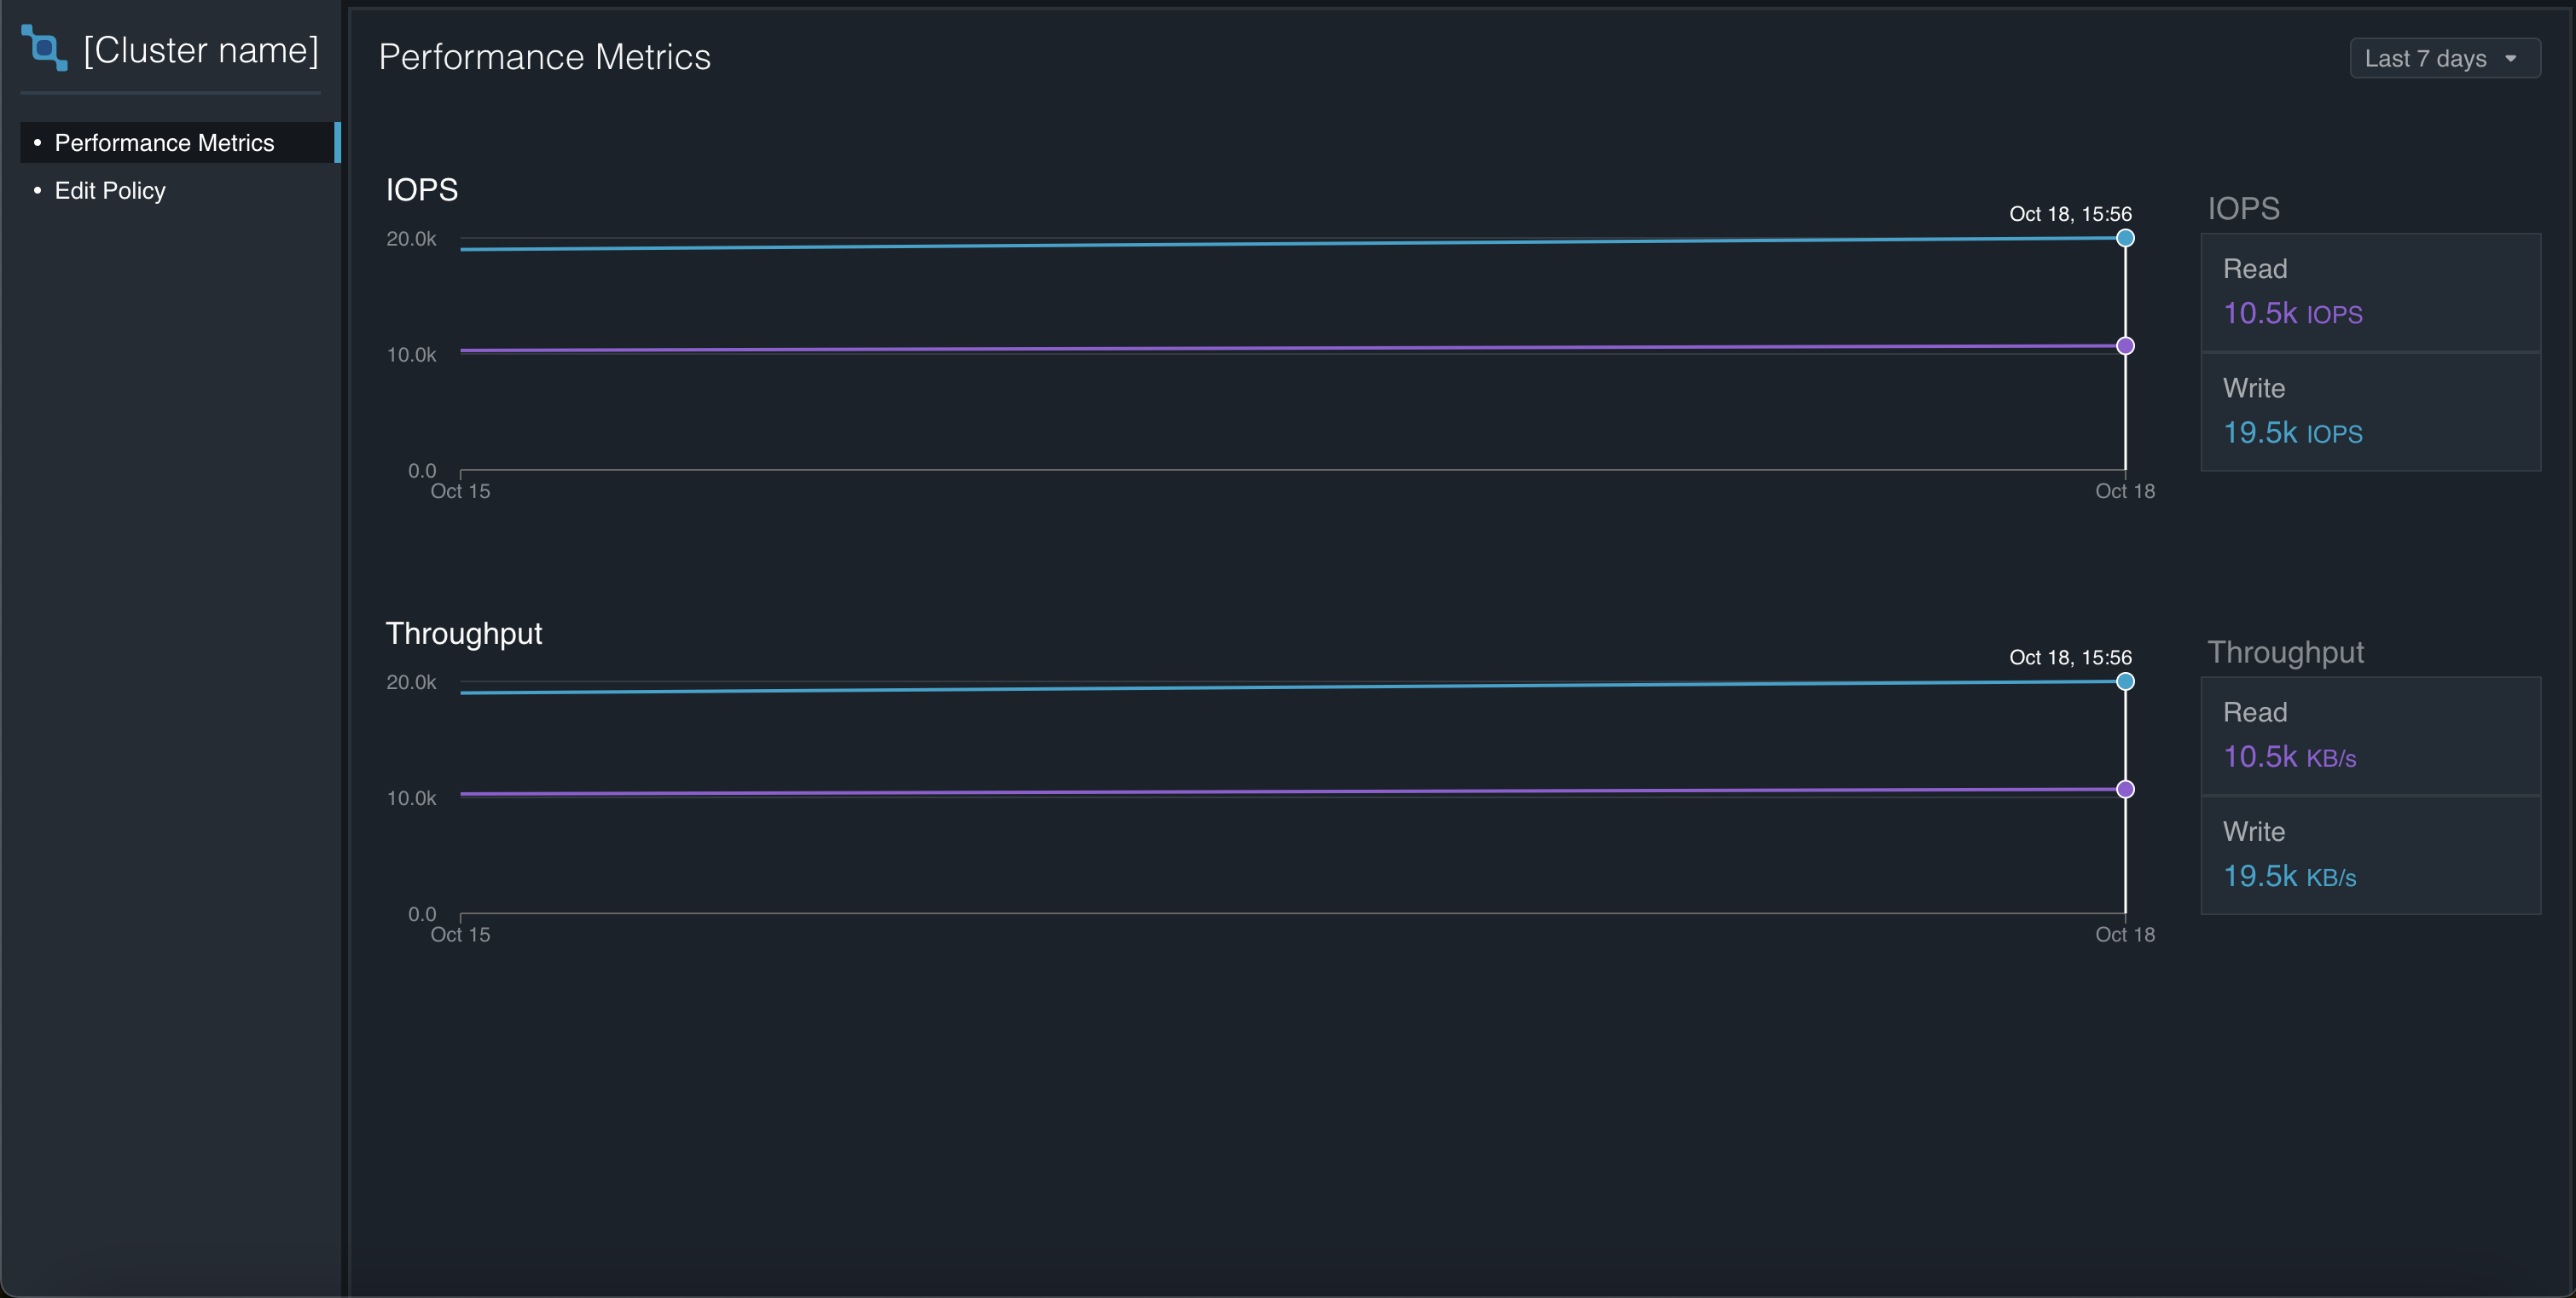 [Cluster name]
• Performance Metrics
• Edit Policy
Performance Metrics
Last 7 days
IOPS
Oct 18, 15:56
20.0k
10.0k
0.0
Oct 15
Oct 18
IOPS
Read
10.5k IOPS
Write
19.5k IOPS
Throughput
Oct 18, 15:56
20.0k
10.0k
0.0
Oct 15
Oct 18
Throughput
Read
10.5k KB/s
Write
19.5k KB/s